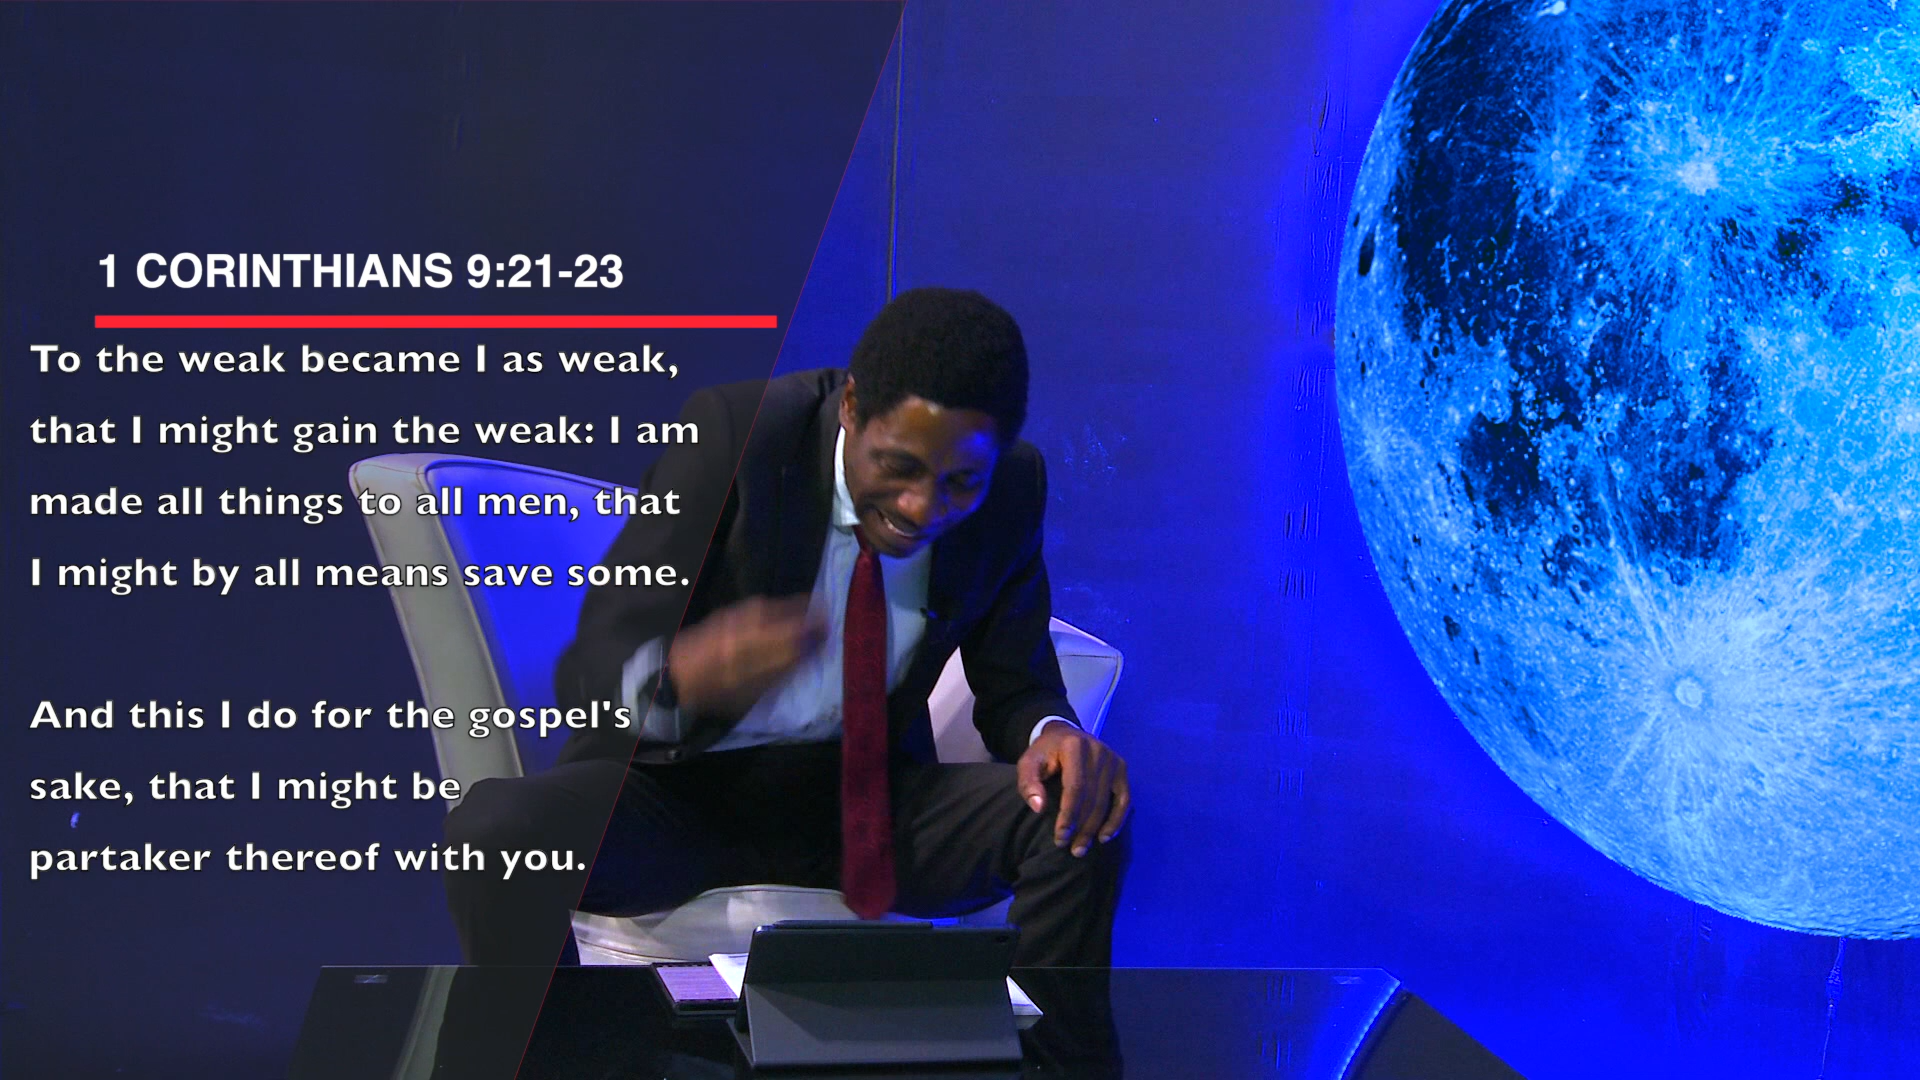 1 CORINTHIANS 9:21-23
To the weak became I as weak,
that I might gain the weak: I am
made all things to all men, that
I might by all means save some.
And this I do for the gospel's
sake, that I might be
partaker thereof with you.